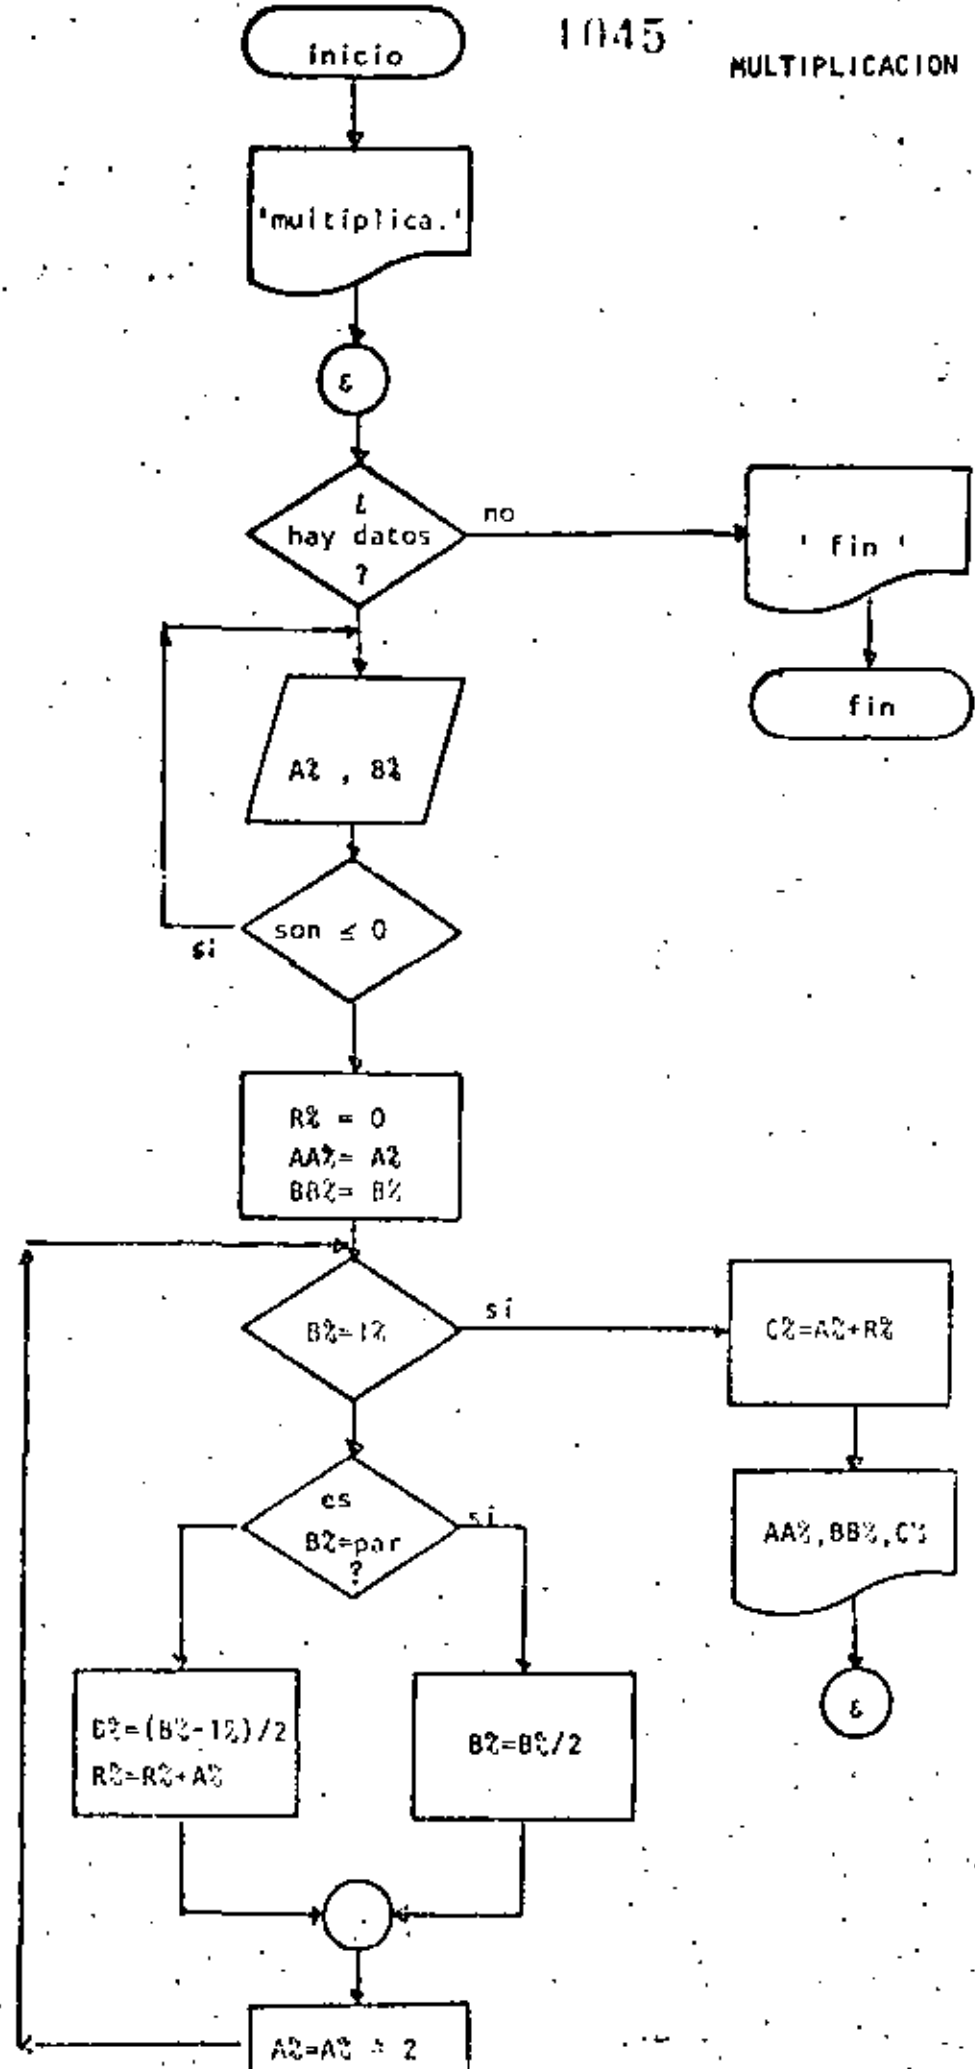 inicio
1045
MULTIPLICACION
'multiplica.'
ε
¿
hay datos
?
no
' fin '
fin
A% , B%
son ≤ 0
si
R% = 0
AA%= A%
BB%= B%
B%=1%
si
C%=A%+R%
es
B%=par
?
si
AA%,BB%,C%
B%=(B%-1%)/2
R%=R%+A%
B%=B%/2
ε
A%=A% * 2